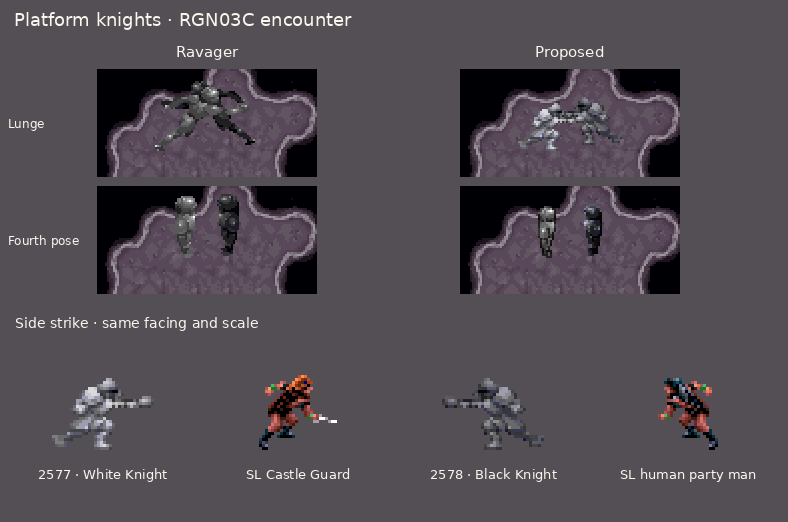 Platform knights · RGN03C encounter
Ravager
Proposed
Lunge
Fourth pose
Side strike · same facing and scale
2577 · White Knight
SL Castle Guard
2578 · Black Knight
SL human party man